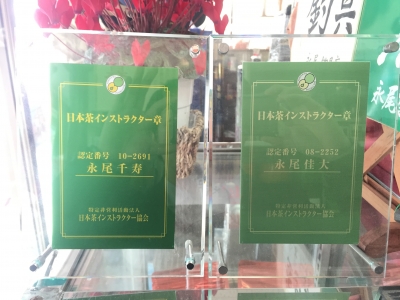 日本茶インストラクター章
認定番号 10-2691
永尾千寿
特定非営利活動法人
日本茶インストラクター協会
日本茶インストラクター章
認定番号 08-2252
永尾佳大
特定非営利活動法人
日本茶インストラクター協会
釣具
永尾